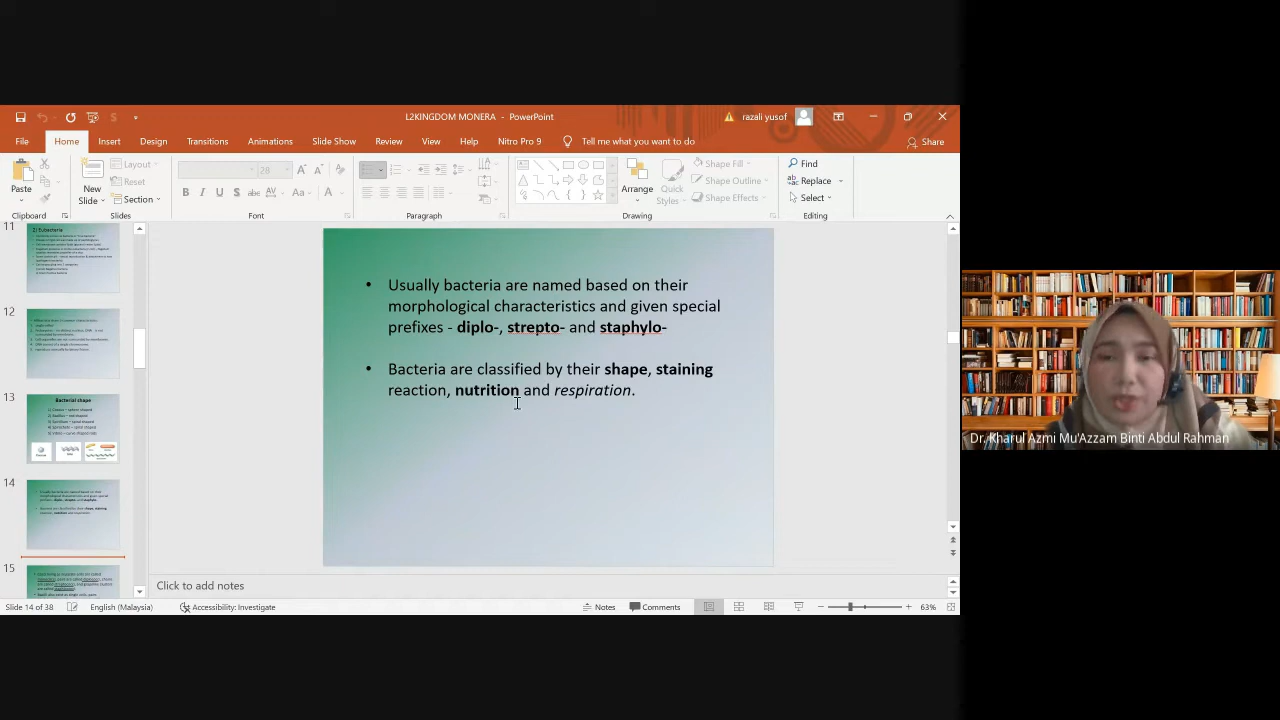 L2KINGDOM MONERA - PowerPoint
razali yusof
File Home Insert Design Transitions Animations Slide Show Review View Help Nitro Pro 9 Tell me what you want to do Share
Paste
Clipboard
New Slide
Layout
Reset
Section
Slides
28
Font
Paragraph
Arrange
Quick Styles
Shape Fill
Shape Outline
Shape Effects
Drawing
Find
Replace
Select
Editing
11
2) Eubacteria
12
13
Bacterial shape
14
15
• Usually bacteria are named based on their
morphological characteristics and given special
prefixes - diplo-, strepto- and staphylo-
• Bacteria are classified by their shape, staining
reaction, nutrition and respiration.
Click to add notes
Slide 14 of 38 English (Malaysia) Accessibility: Investigate Notes Comments 63%
Dr. Kharul Azmi Mu'Azzam Binti Abdul Rahman